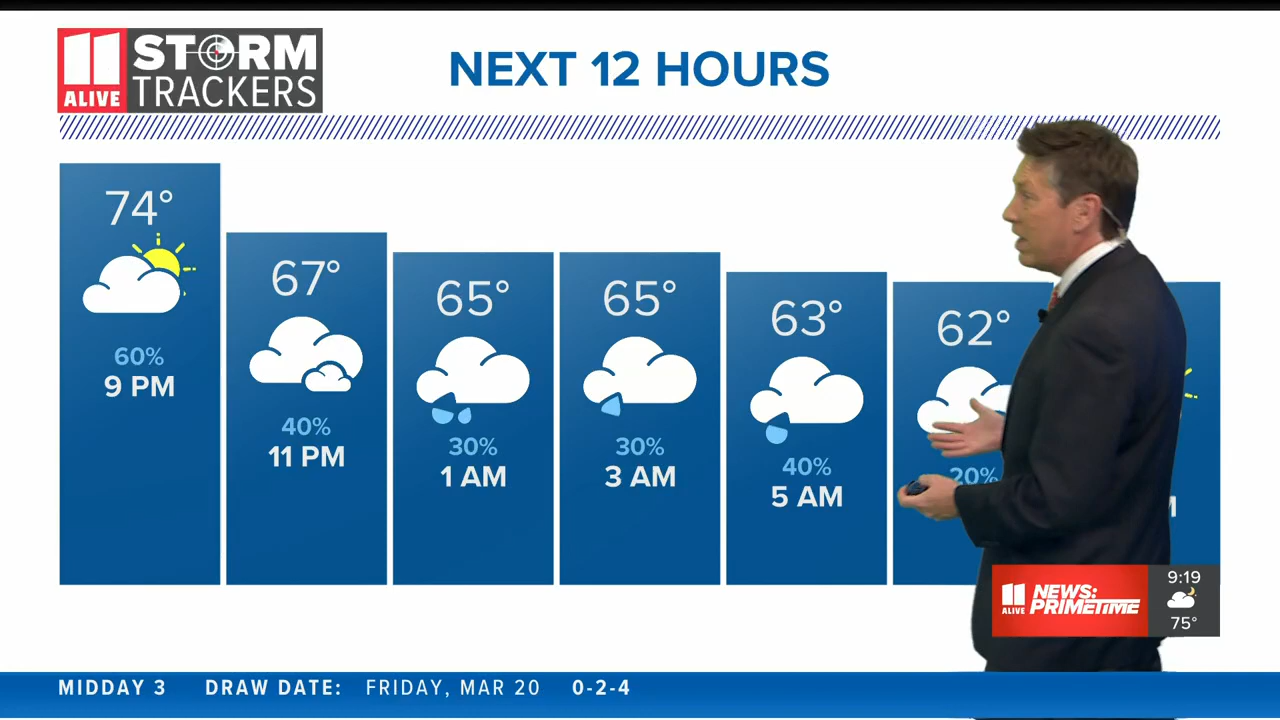 11 ALIVE STORM TRACKERS
NEXT 12 HOURS
74°
60%
9 PM
67°
40%
11 PM
65°
30%
1 AM
65°
30%
3 AM
63°
40%
5 AM
62°
20%
11 ALIVE NEWS: PRIMETIME
9:19
75°
MIDDAY 3 DRAW DATE: FRIDAY, MAR 20 0-2-4